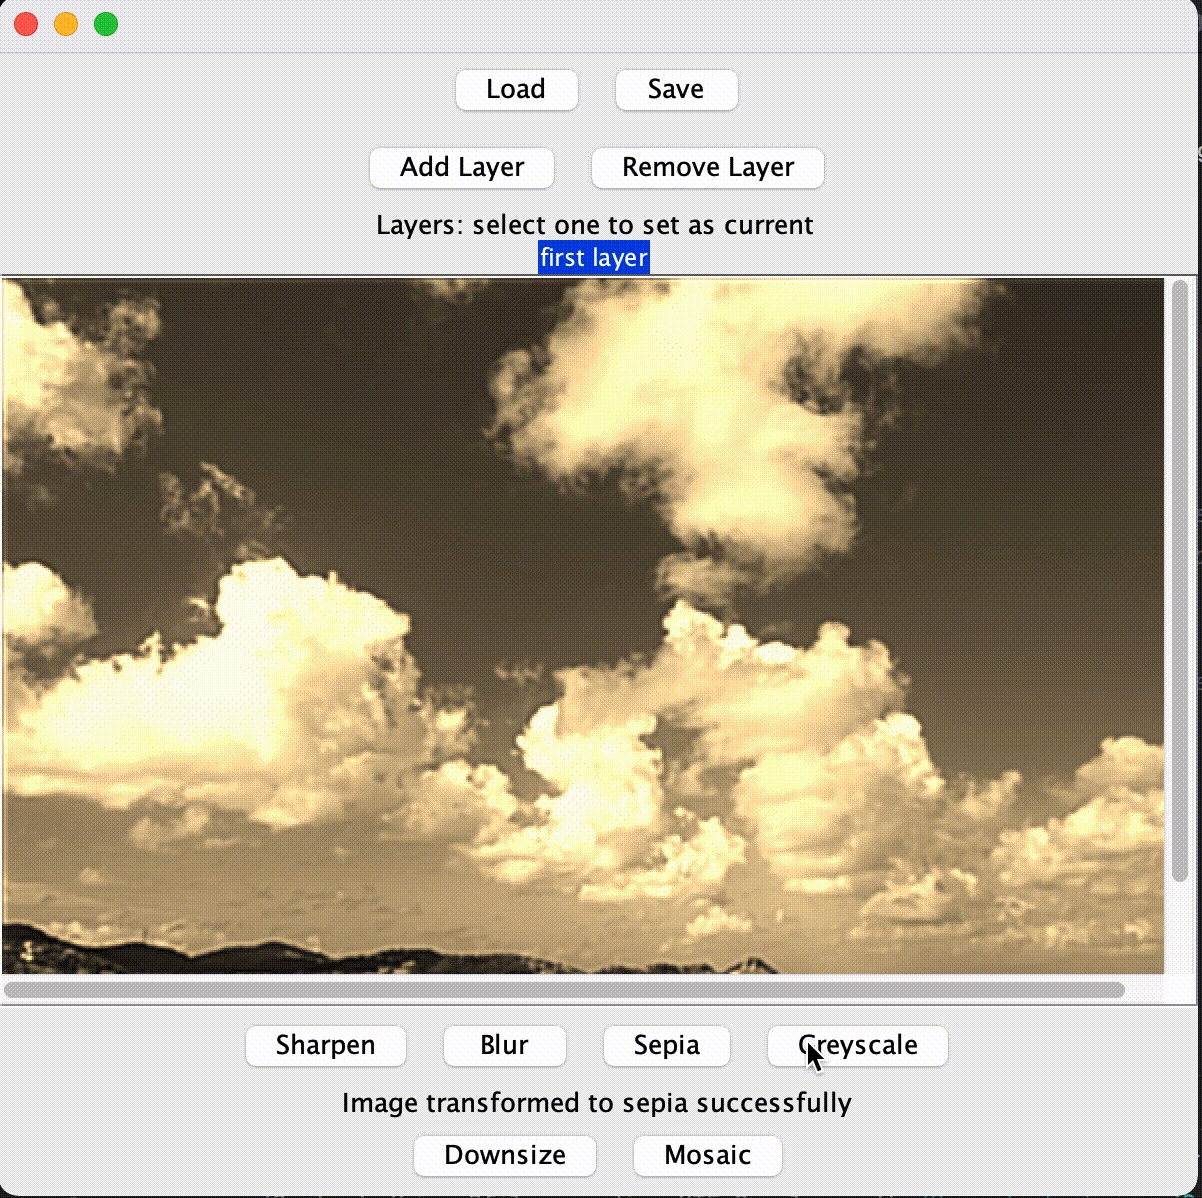 Load Save
Add Layer Remove Layer
Layers: select one to set as current
first layer
Sharpen Blur Sepia Greyscale
Image transformed to sepia successfully
Downsize Mosaic